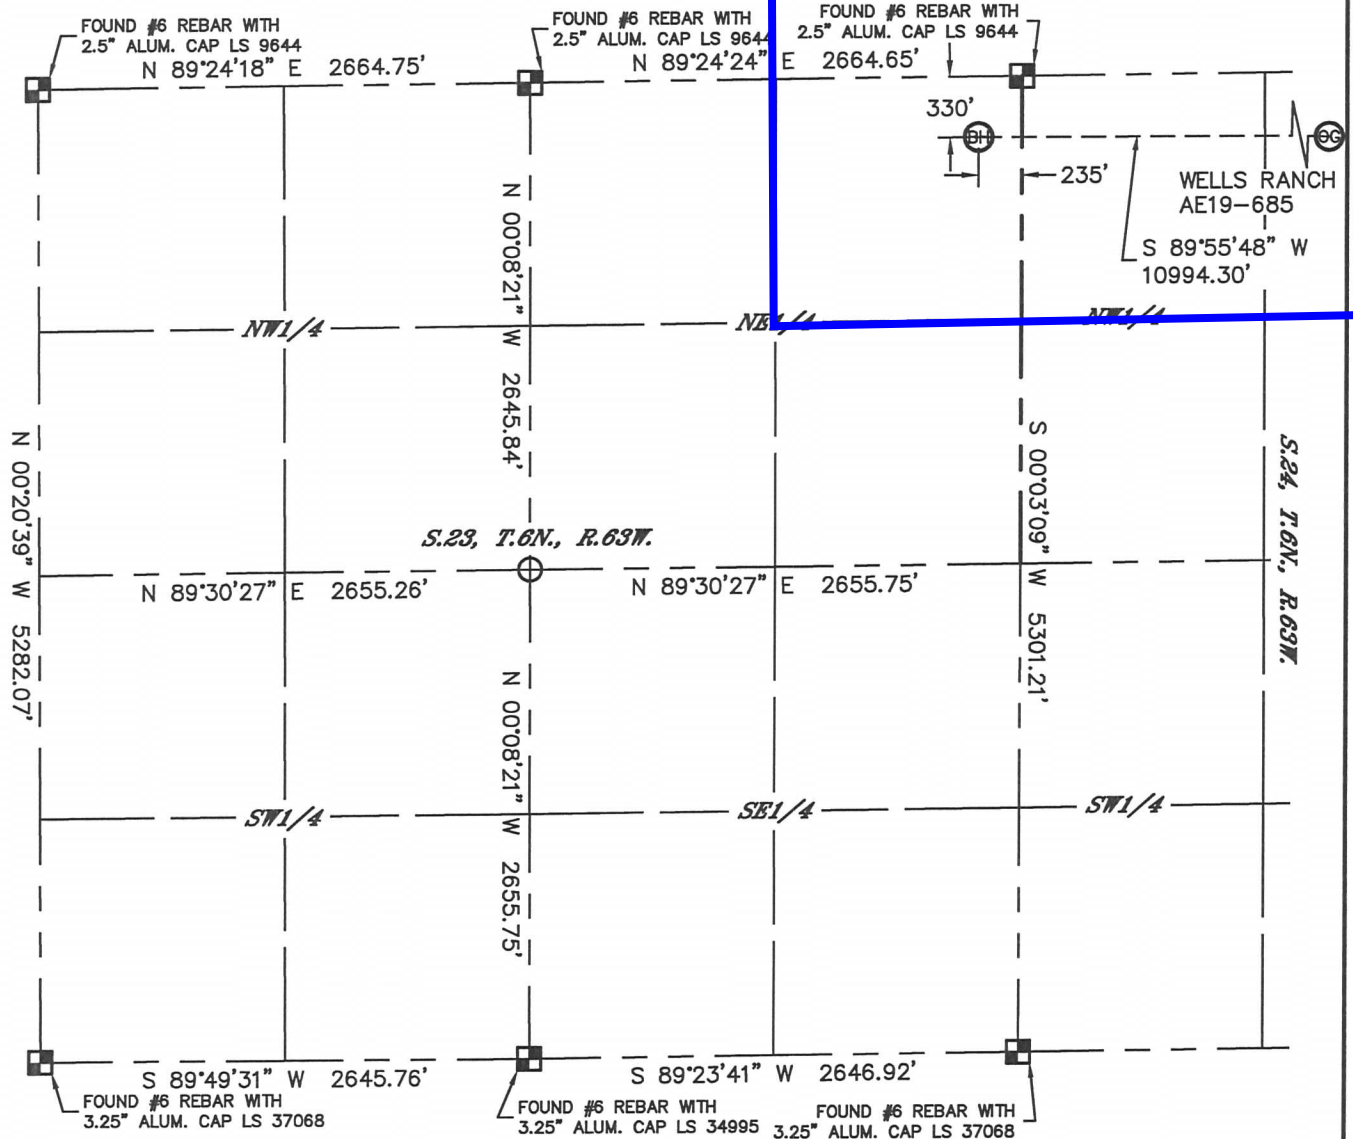 FOUND #6 REBAR WITH
2.5" ALUM. CAP LS 9644
N 89°24'18" E 2664.75'
FOUND #6 REBAR WITH
2.5" ALUM. CAP LS 9644
N 89°24'24" E 2664.65'
FOUND #6 REBAR WITH
2.5" ALUM. CAP LS 9644
330'
BH
OG
235'
WELLS RANCH
AE19-685
S 89°55'48" W
10994.30'
N 00°08'21" W 2645.84'
NW1/4
NE1/4
NW1/4
N 00°20'39" W 5282.07'
S 00°03'09" W 5301.21'
S.24, T.6N., R.63W.
S.23, T.6N., R.63W.
N 89°30'27" E 2655.26'
N 89°30'27" E 2655.75'
N 00°08'21" W 2655.75'
SW1/4
SE1/4
SW1/4
S 89°49'31" W 2645.76'
S 89°23'41" W 2646.92'
FOUND #6 REBAR WITH
3.25" ALUM. CAP LS 37068
FOUND #6 REBAR WITH
3.25" ALUM. CAP LS 34995
FOUND #6 REBAR WITH
3.25" ALUM. CAP LS 37068